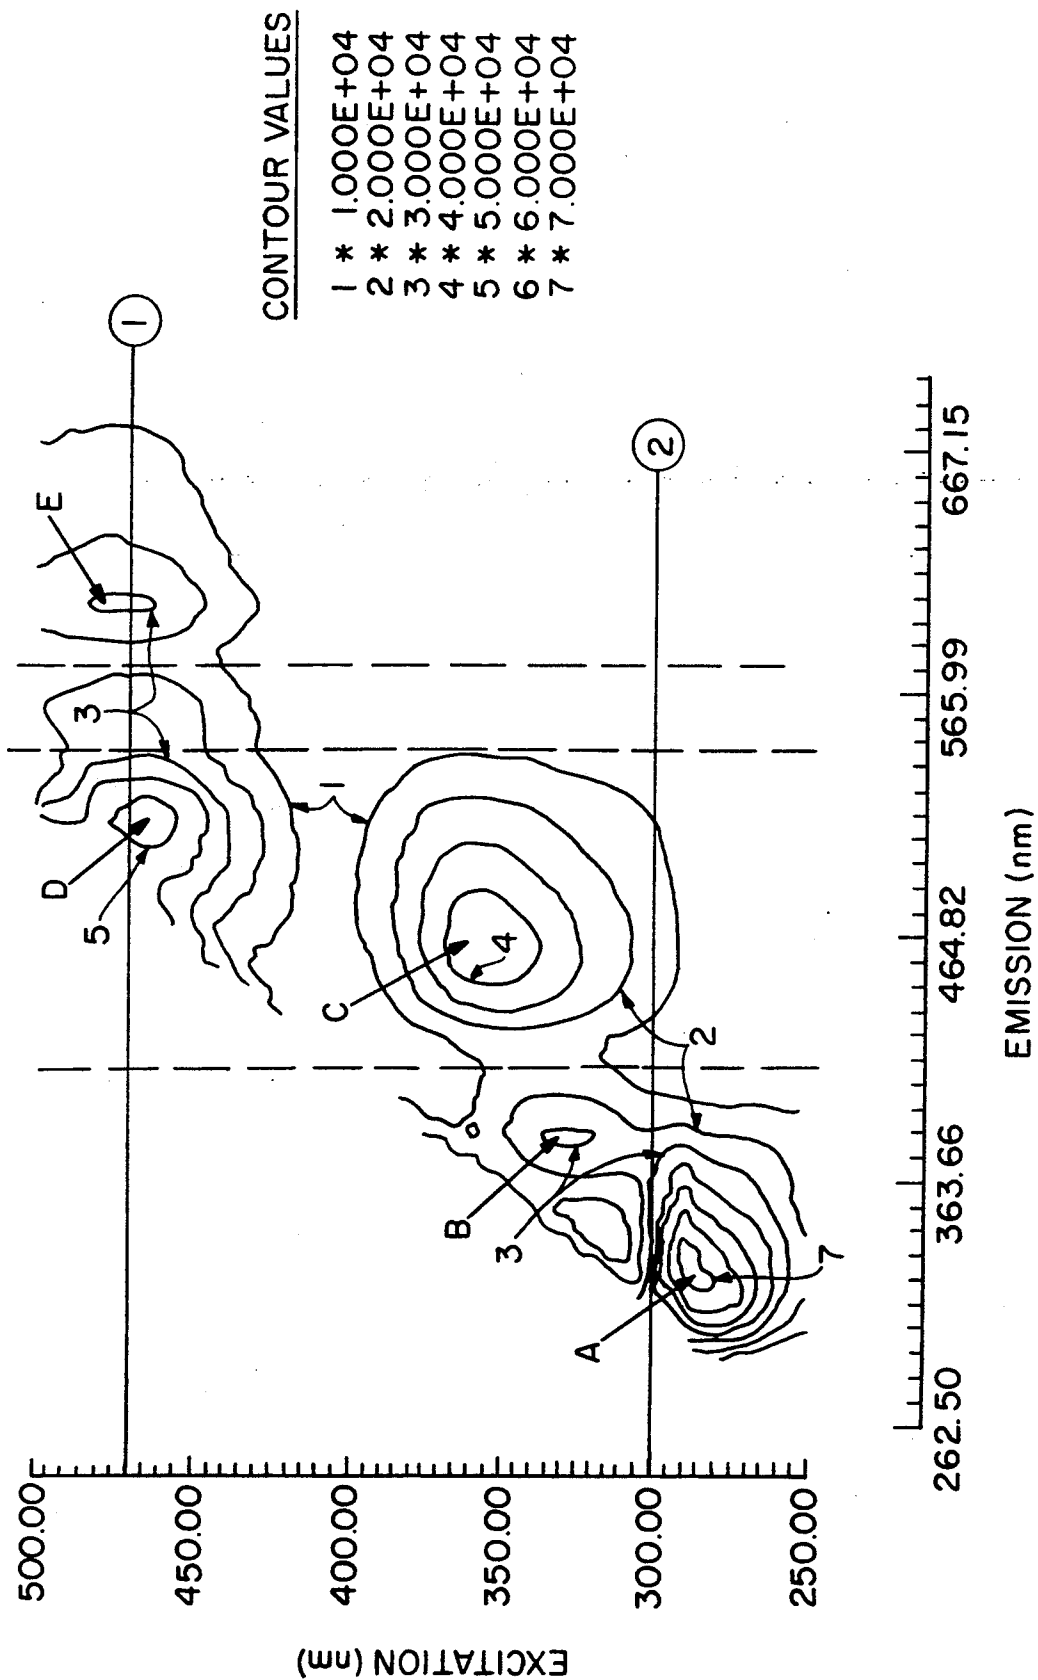 CONTOUR VALUES
1 * 1.000E+04
2 * 2.000E+04
3 * 3.000E+04
4 * 4.000E+04
5 * 5.000E+04
6 * 6.000E+04
7 * 7.000E+04
EXCITATION (nm)
500.00
450.00
400.00
350.00
300.00
250.00
1
2
A
B
C
D
E
5
3
1
4
2
3
7
262.50
363.66
464.82
565.99
667.15
EMISSION (nm)